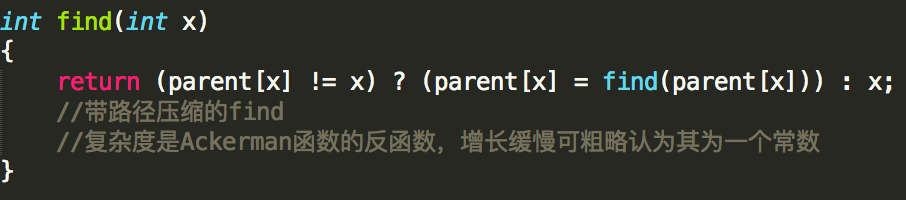 int find(int x)
{
    return (parent[x] != x) ? (parent[x] = find(parent[x])) : x;
    //带路径压缩的find
    //复杂度是Ackerman函数的反函数，增长缓慢可粗略认为其为一个常数
}